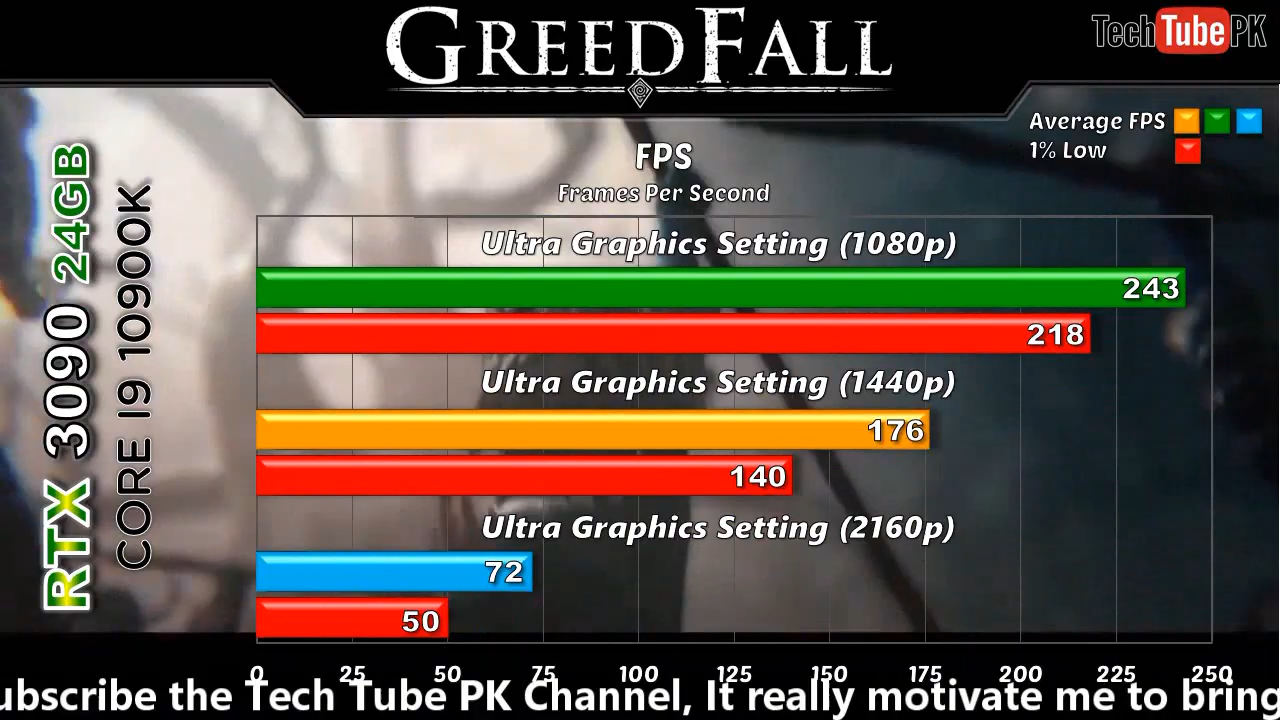 GREEDFALL
TechTubePK
Average FPS
1% Low
FPS
Frames Per Second
RTX 3090 24GB
CORE I9 10900K
Ultra Graphics Setting (1080p)
243
218
Ultra Graphics Setting (1440p)
176
140
Ultra Graphics Setting (2160p)
72
50
0 25 50 75 100 125 150 175 200 225 250
ubscribe the Tech Tube PK Channel, It really motivate me to bring